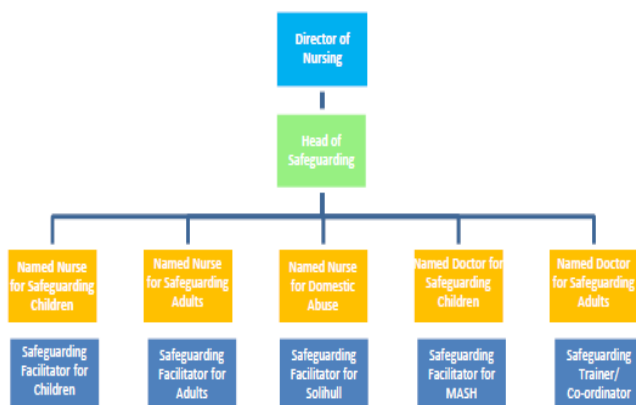 Director of
Nursing
Head of
Safeguarding
Named Nurse
for Safeguarding
Children
Named Nurse
for Safeguarding
Adults
Named Nurse
for Domestic
Abuse
Named Doctor for
Safeguarding
Children
Named Doctor
for Safeguarding
Adults
Safeguarding
Facilitator for
Children
Safeguarding
Facilitator for
Adults
Safeguarding
Facilitator for
Solihull
Safeguarding
Facilitator for
MASH
Safeguarding
Trainer/
Co-ordinator